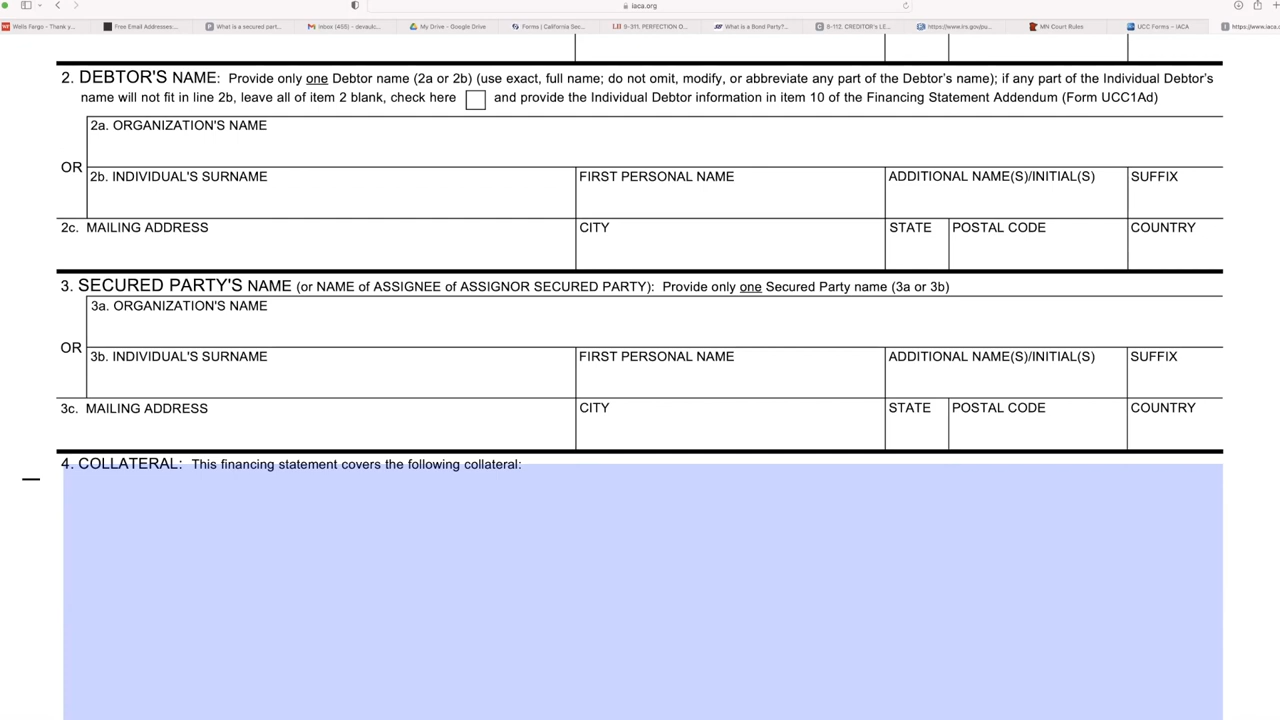 iaca.org
Wells Fargo – Thank y...
Free Email Addresses:...
What is a secured part...
Inbox (455) – devaulc...
My Drive – Google Drive
Forms | California Sec...
9-311. PERFECTION O...
What is a Bond Party?...
9-112. CREDITOR'S LE...
https://www.irs.gov/pu...
MN Court Rules
UCC Forms – IACA
https://www.iaca.o
2. DEBTOR'S NAME: Provide only one Debtor name (2a or 2b) (use exact, full name; do not omit, modify, or abbreviate any part of the Debtor's name); if any part of the Individual Debtor's
name will not fit in line 2b, leave all of item 2 blank, check here and provide the Individual Debtor information in item 10 of the Financing Statement Addendum (Form UCC1Ad)
2a. ORGANIZATION'S NAME
OR
2b. INDIVIDUAL'S SURNAME FIRST PERSONAL NAME ADDITIONAL NAME(S)/INITIAL(S) SUFFIX
2c. MAILING ADDRESS CITY STATE POSTAL CODE COUNTRY
3. SECURED PARTY'S NAME (or NAME of ASSIGNEE of ASSIGNOR SECURED PARTY): Provide only one Secured Party name (3a or 3b)
3a. ORGANIZATION'S NAME
OR
3b. INDIVIDUAL'S SURNAME FIRST PERSONAL NAME ADDITIONAL NAME(S)/INITIAL(S) SUFFIX
3c. MAILING ADDRESS CITY STATE POSTAL CODE COUNTRY
4. COLLATERAL: This financing statement covers the following collateral: